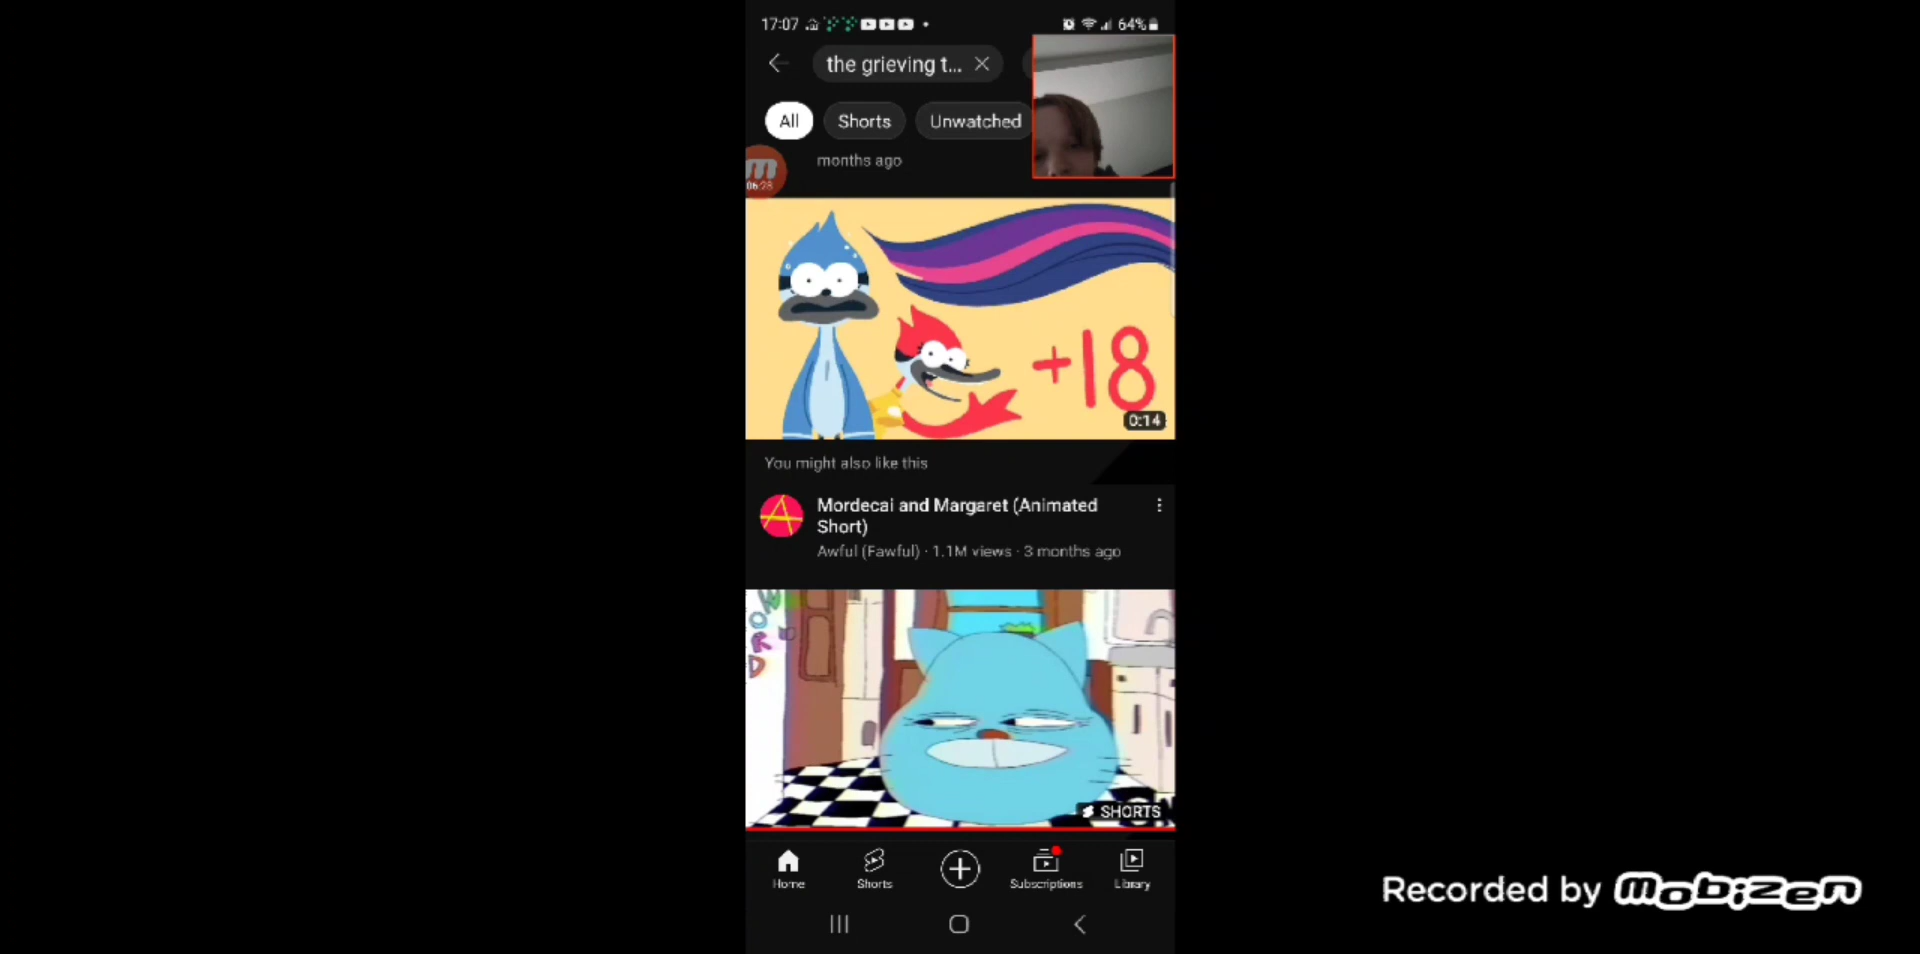 17:07 64%
the grieving t...
All Shorts Unwatched
months ago
06:28
+18
0:14
You might also like this
Mordecai and Margaret (Animated
Short)
Awful (Fawful) · 1.1M views · 3 months ago
SHORTS
Home Shorts Subscriptions Library
Recorded by mobizen